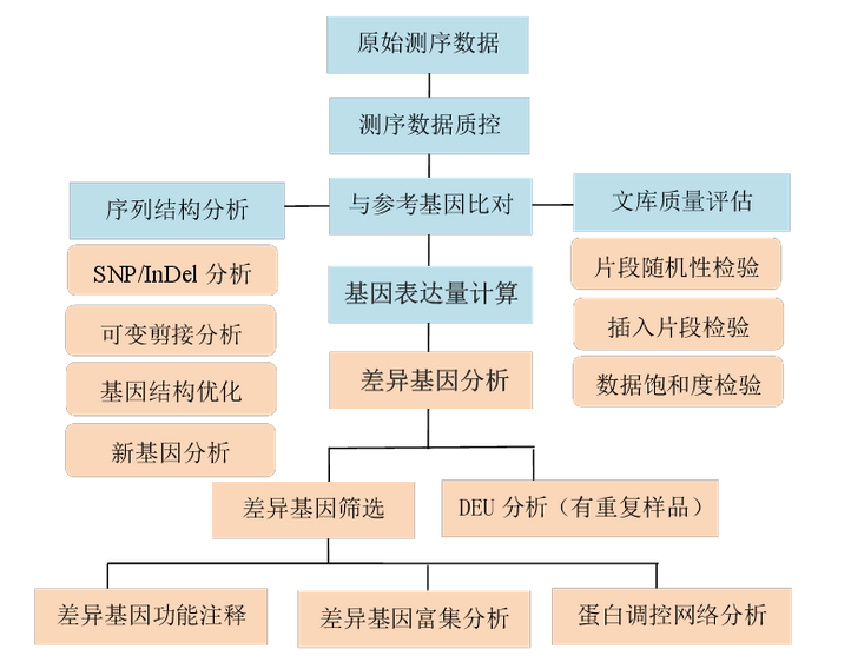 原始测序数据
测序数据质控
序列结构分析
与参考基因比对
文库质量评估
SNP/InDel 分析
片段随机性检验
基因表达量计算
可变剪接分析
插入片段检验
差异基因分析
基因结构优化
数据饱和度检验
新基因分析
差异基因筛选
DEU 分析（有重复样品）
差异基因功能注释
差异基因富集分析
蛋白调控网络分析